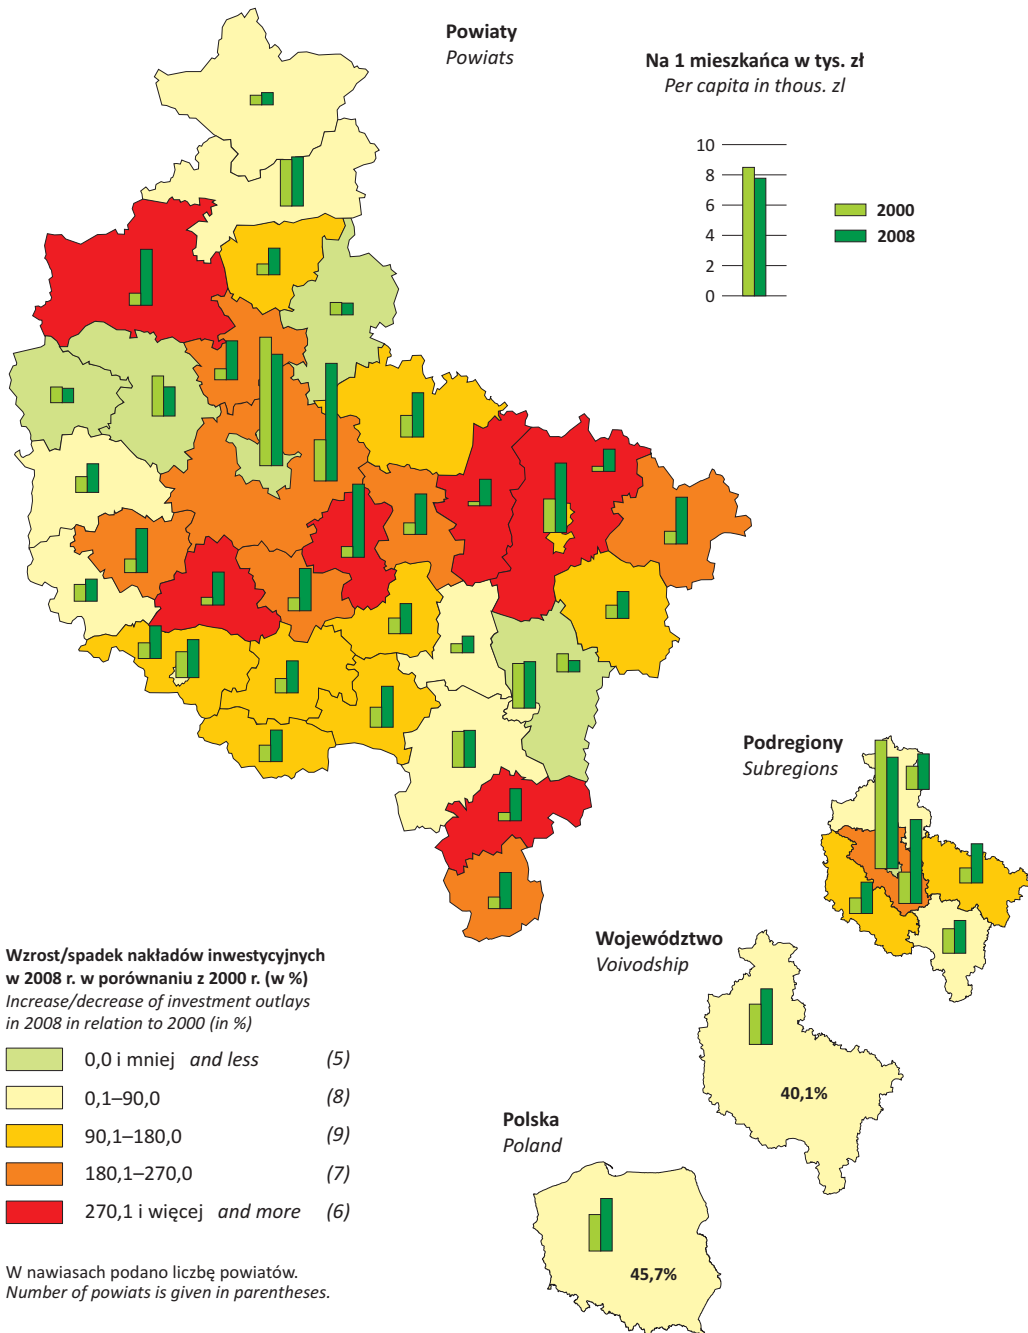 Powiaty
Powiats
Na 1 mieszkańca w tys. zł
Per capita in thous. zl
10
8
6
4
2
0
2000
2008
Podregiony
Subregions
Województwo
Voivodship
40,1%
Polska
Poland
45,7%
Wzrost/spadek nakładów inwestycyjnych
w 2008 r. w porównaniu z 2000 r. (w %)
Increase/decrease of investment outlays
in 2008 in relation to 2000 (in %)
0,0 i mniej and less (5)
0,1–90,0 (8)
90,1–180,0 (9)
180,1–270,0 (7)
270,1 i więcej and more (6)
W nawiasach podano liczbę powiatów.
Number of powiats is given in parentheses.